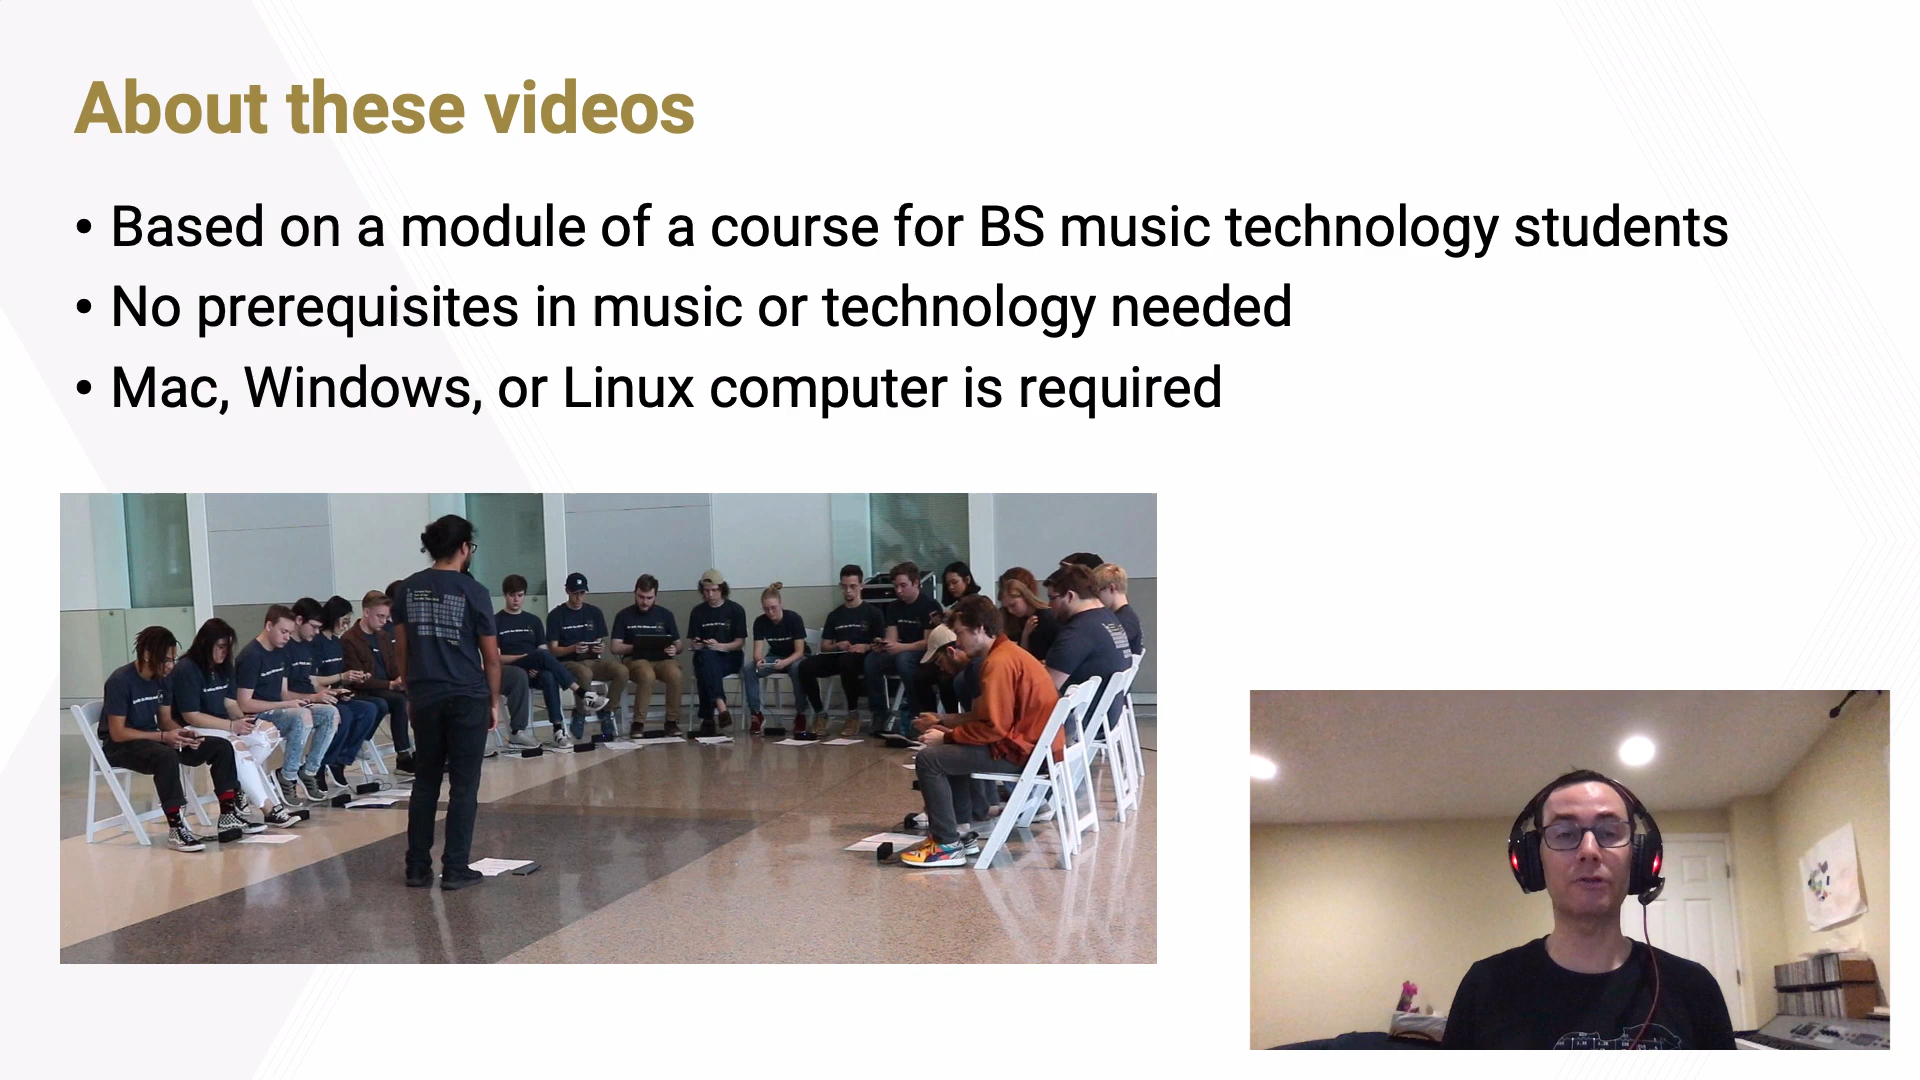 About these videos
• Based on a module of a course for BS music technology students
• No prerequisites in music or technology needed
• Mac, Windows, or Linux computer is required